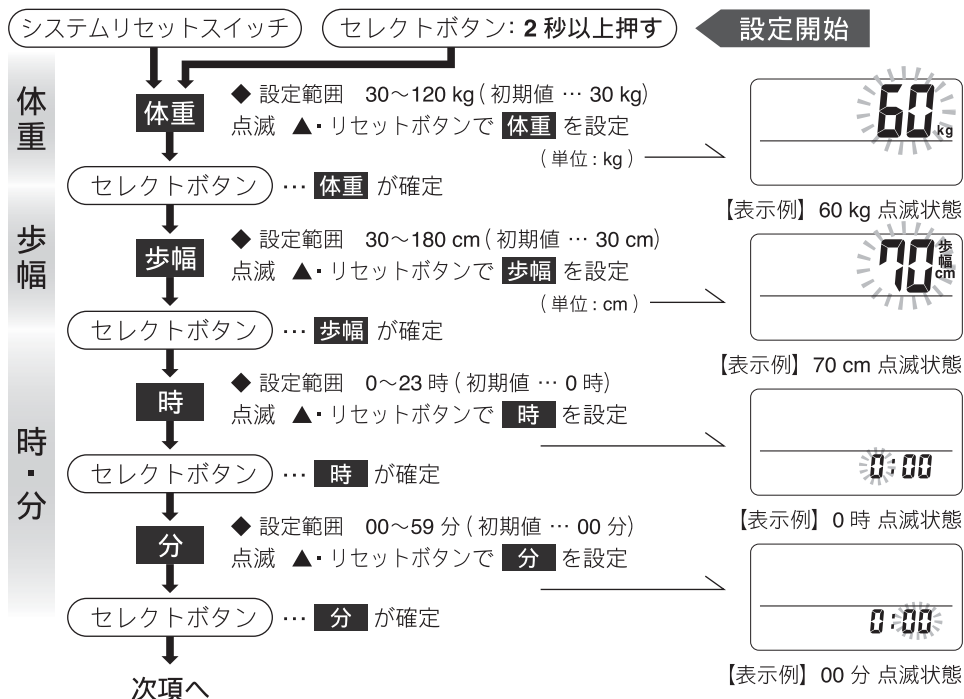 システムリセットスイッチ
セレクトボタン: 2 秒以上押す
設定開始
体重
体重
◆ 設定範囲 30〜120 kg ( 初期値 … 30 kg)
点滅 ▲・リセットボタンで 体重 を設定
( 単位 : kg )
60 kg
セレクトボタン … 体重 が確定
【表示例】60 kg 点滅状態
歩幅
歩幅
◆ 設定範囲 30〜180 cm ( 初期値 … 30 cm)
点滅 ▲・リセットボタンで 歩幅 を設定
( 単位 : cm )
70 歩幅 cm
セレクトボタン … 歩幅 が確定
【表示例】70 cm 点滅状態
時・分
時
◆ 設定範囲 0〜23 時 ( 初期値 … 0 時)
点滅 ▲・リセットボタンで 時 を設定
0:00
セレクトボタン … 時 が確定
【表示例】0 時 点滅状態
分
◆ 設定範囲 00〜59 分 ( 初期値 … 00 分)
点滅 ▲・リセットボタンで 分 を設定
0:00
セレクトボタン … 分 が確定
【表示例】00 分 点滅状態
次項へ